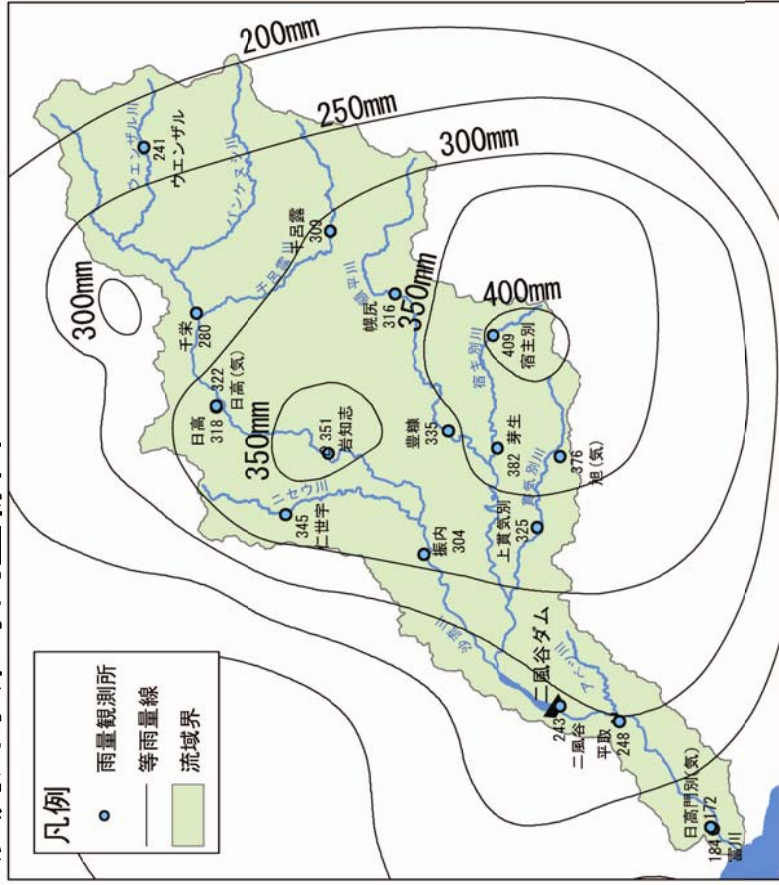 凡例
雨量観測所
等雨量線
流域界
200mm
250mm
300mm
300mm
350mm
350mm
400mm
ウエンザル川
241
ウエンザル
パンケヌシ川
千呂露
309
千呂露川
千栄
280
幌尻
316
日高
318
322
日高(気)
351
岩知志
ニセウ川
345
仁世宇
豊糠
335
宿主別川
409
宿主別
382 芽生
貫気別川
376
旭(気)
上貫気別
325
振内
304
沙流川
二風谷ダム
243
二風谷
アベツ川
平取
248
日高門別(気)
172
184
富川